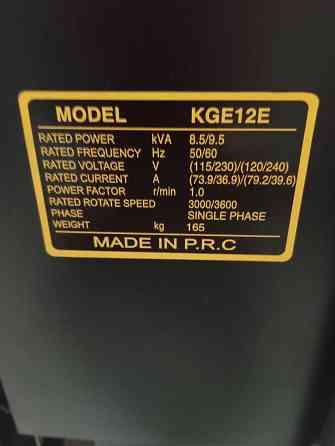 MODEL KGE12E
RATED POWER kVA 8.5/9.5
RATED FREQUENCY Hz 50/60
RATED VOLTAGE V (115/230)/(120/240)
RATED CURRENT A (73.9/36.9)/(79.2/39.6)
POWER FACTOR r/min 1.0
RATED ROTATE SPEED 3000/3600
PHASE SINGLE PHASE
WEIGHT kg 165
MADE IN P.R.C